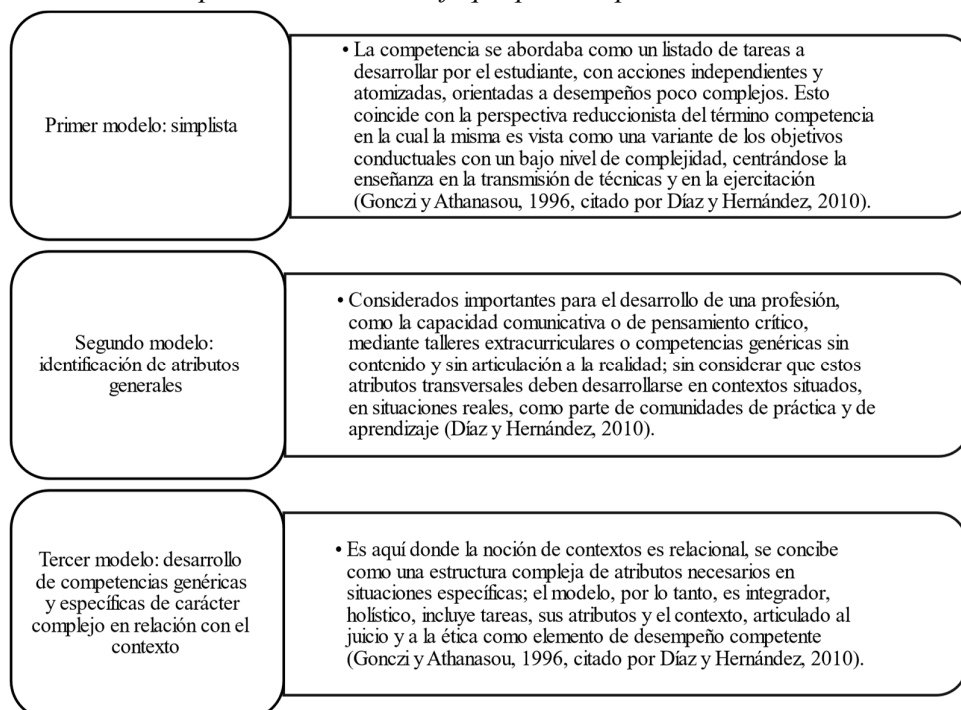 Primer modelo: simplista
• La competencia se abordaba como un listado de tareas a
desarrollar por el estudiante, con acciones independientes y
atomizadas, orientadas a desempeños poco complejos. Esto
coincide con la perspectiva reduccionista del término competencia
en la cual la misma es vista como una variante de los objetivos
conductuales con un bajo nivel de complejidad, centrándose la
enseñanza en la transmisión de técnicas y en la ejercitación
(Gonczi y Athanasou, 1996, citado por Díaz y Hernández, 2010).
Segundo modelo:
identificación de atributos
generales
• Considerados importantes para el desarrollo de una profesión,
como la capacidad comunicativa o de pensamiento crítico,
mediante talleres extracurriculares o competencias genéricas sin
contenido y sin articulación a la realidad; sin considerar que estos
atributos transversales deben desarrollarse en contextos situados,
en situaciones reales, como parte de comunidades de práctica y de
aprendizaje (Díaz y Hernández, 2010).
Tercer modelo: desarrollo
de competencias genéricas
y específicas de carácter
complejo en relación con el
contexto
• Es aquí donde la noción de contextos es relacional, se concibe
como una estructura compleja de atributos necesarios en
situaciones específicas; el modelo, por lo tanto, es integrador,
holístico, incluye tareas, sus atributos y el contexto, articulado al
juicio y a la ética como elemento de desempeño competente
(Gonczi y Athanasou, 1996, citado por Díaz y Hernández, 2010).